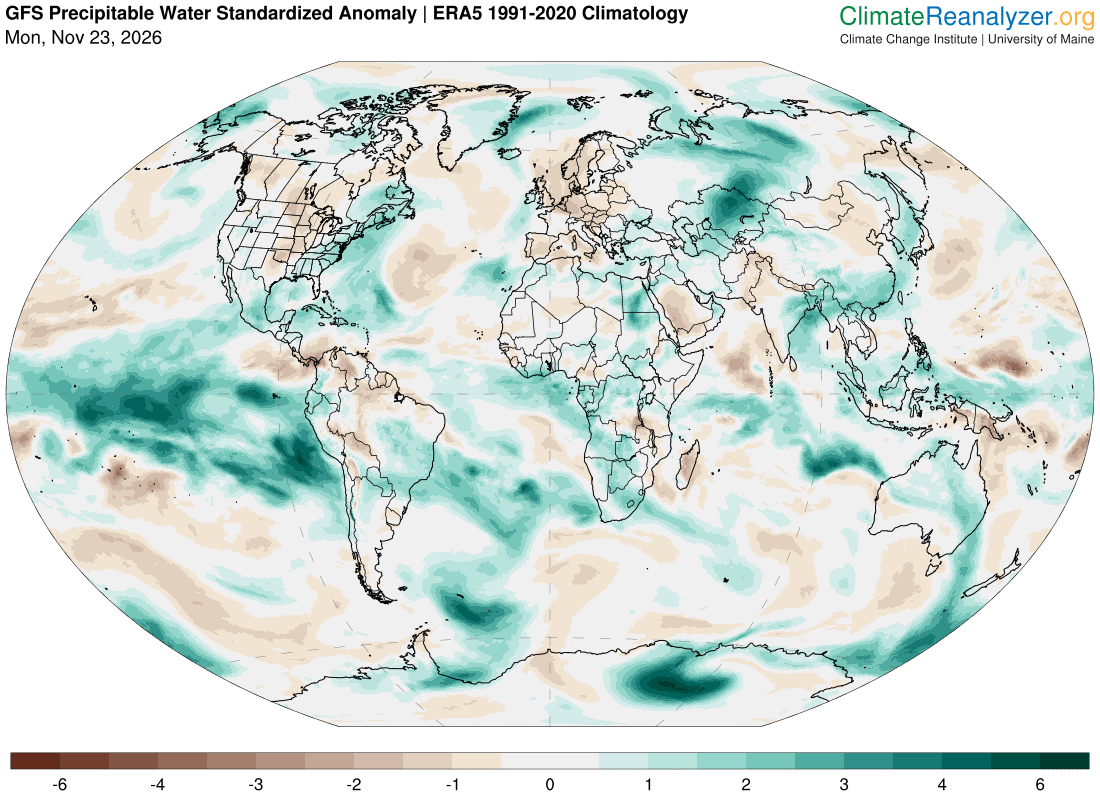 GFS Precipitable Water Standardized Anomaly | ERA5 1991-2020 Climatology
Mon, Nov 23, 2026
ClimateReanalyzer.org
Climate Change Institute | University of Maine
-6 -4 -3 -2 -1 0 1 2 3 4 6